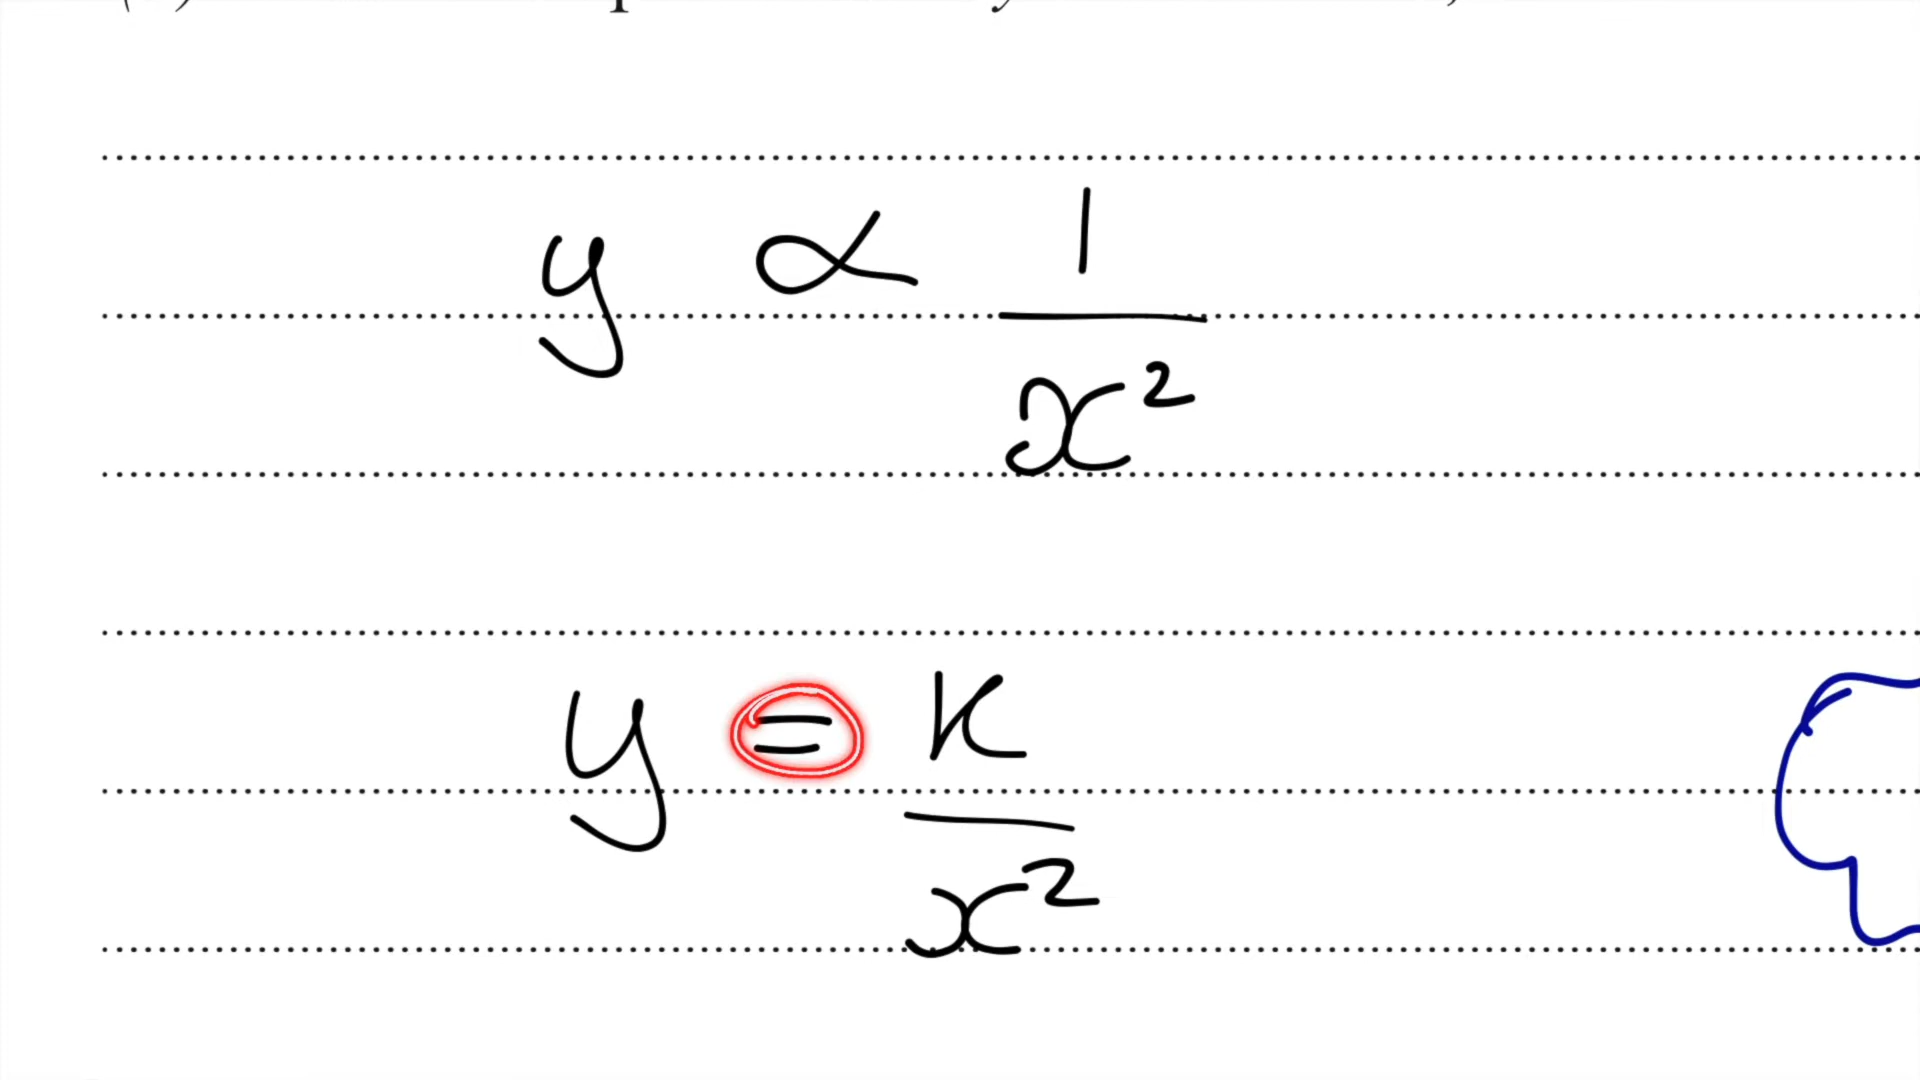 y ∝ 1/x²
y = k/x²